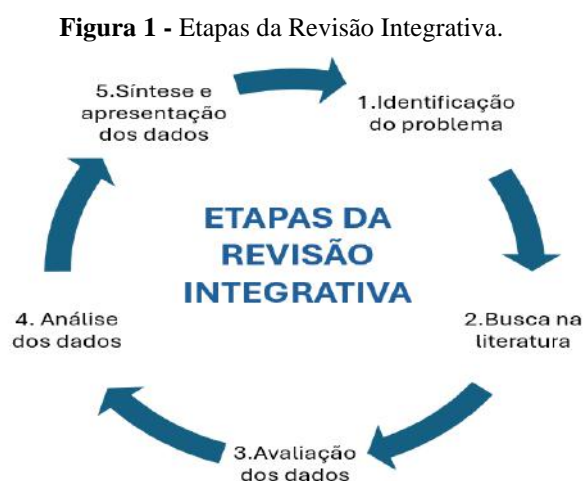 Figura 1 - Etapas da Revisão Integrativa.
5.Síntese e
apresentação
dos dados
1.Identificação
do problema
ETAPAS DA
REVISÃO
INTEGRATIVA
4. Análise
dos dados
2.Busca na
literatura
3.Avaliação
dos dados